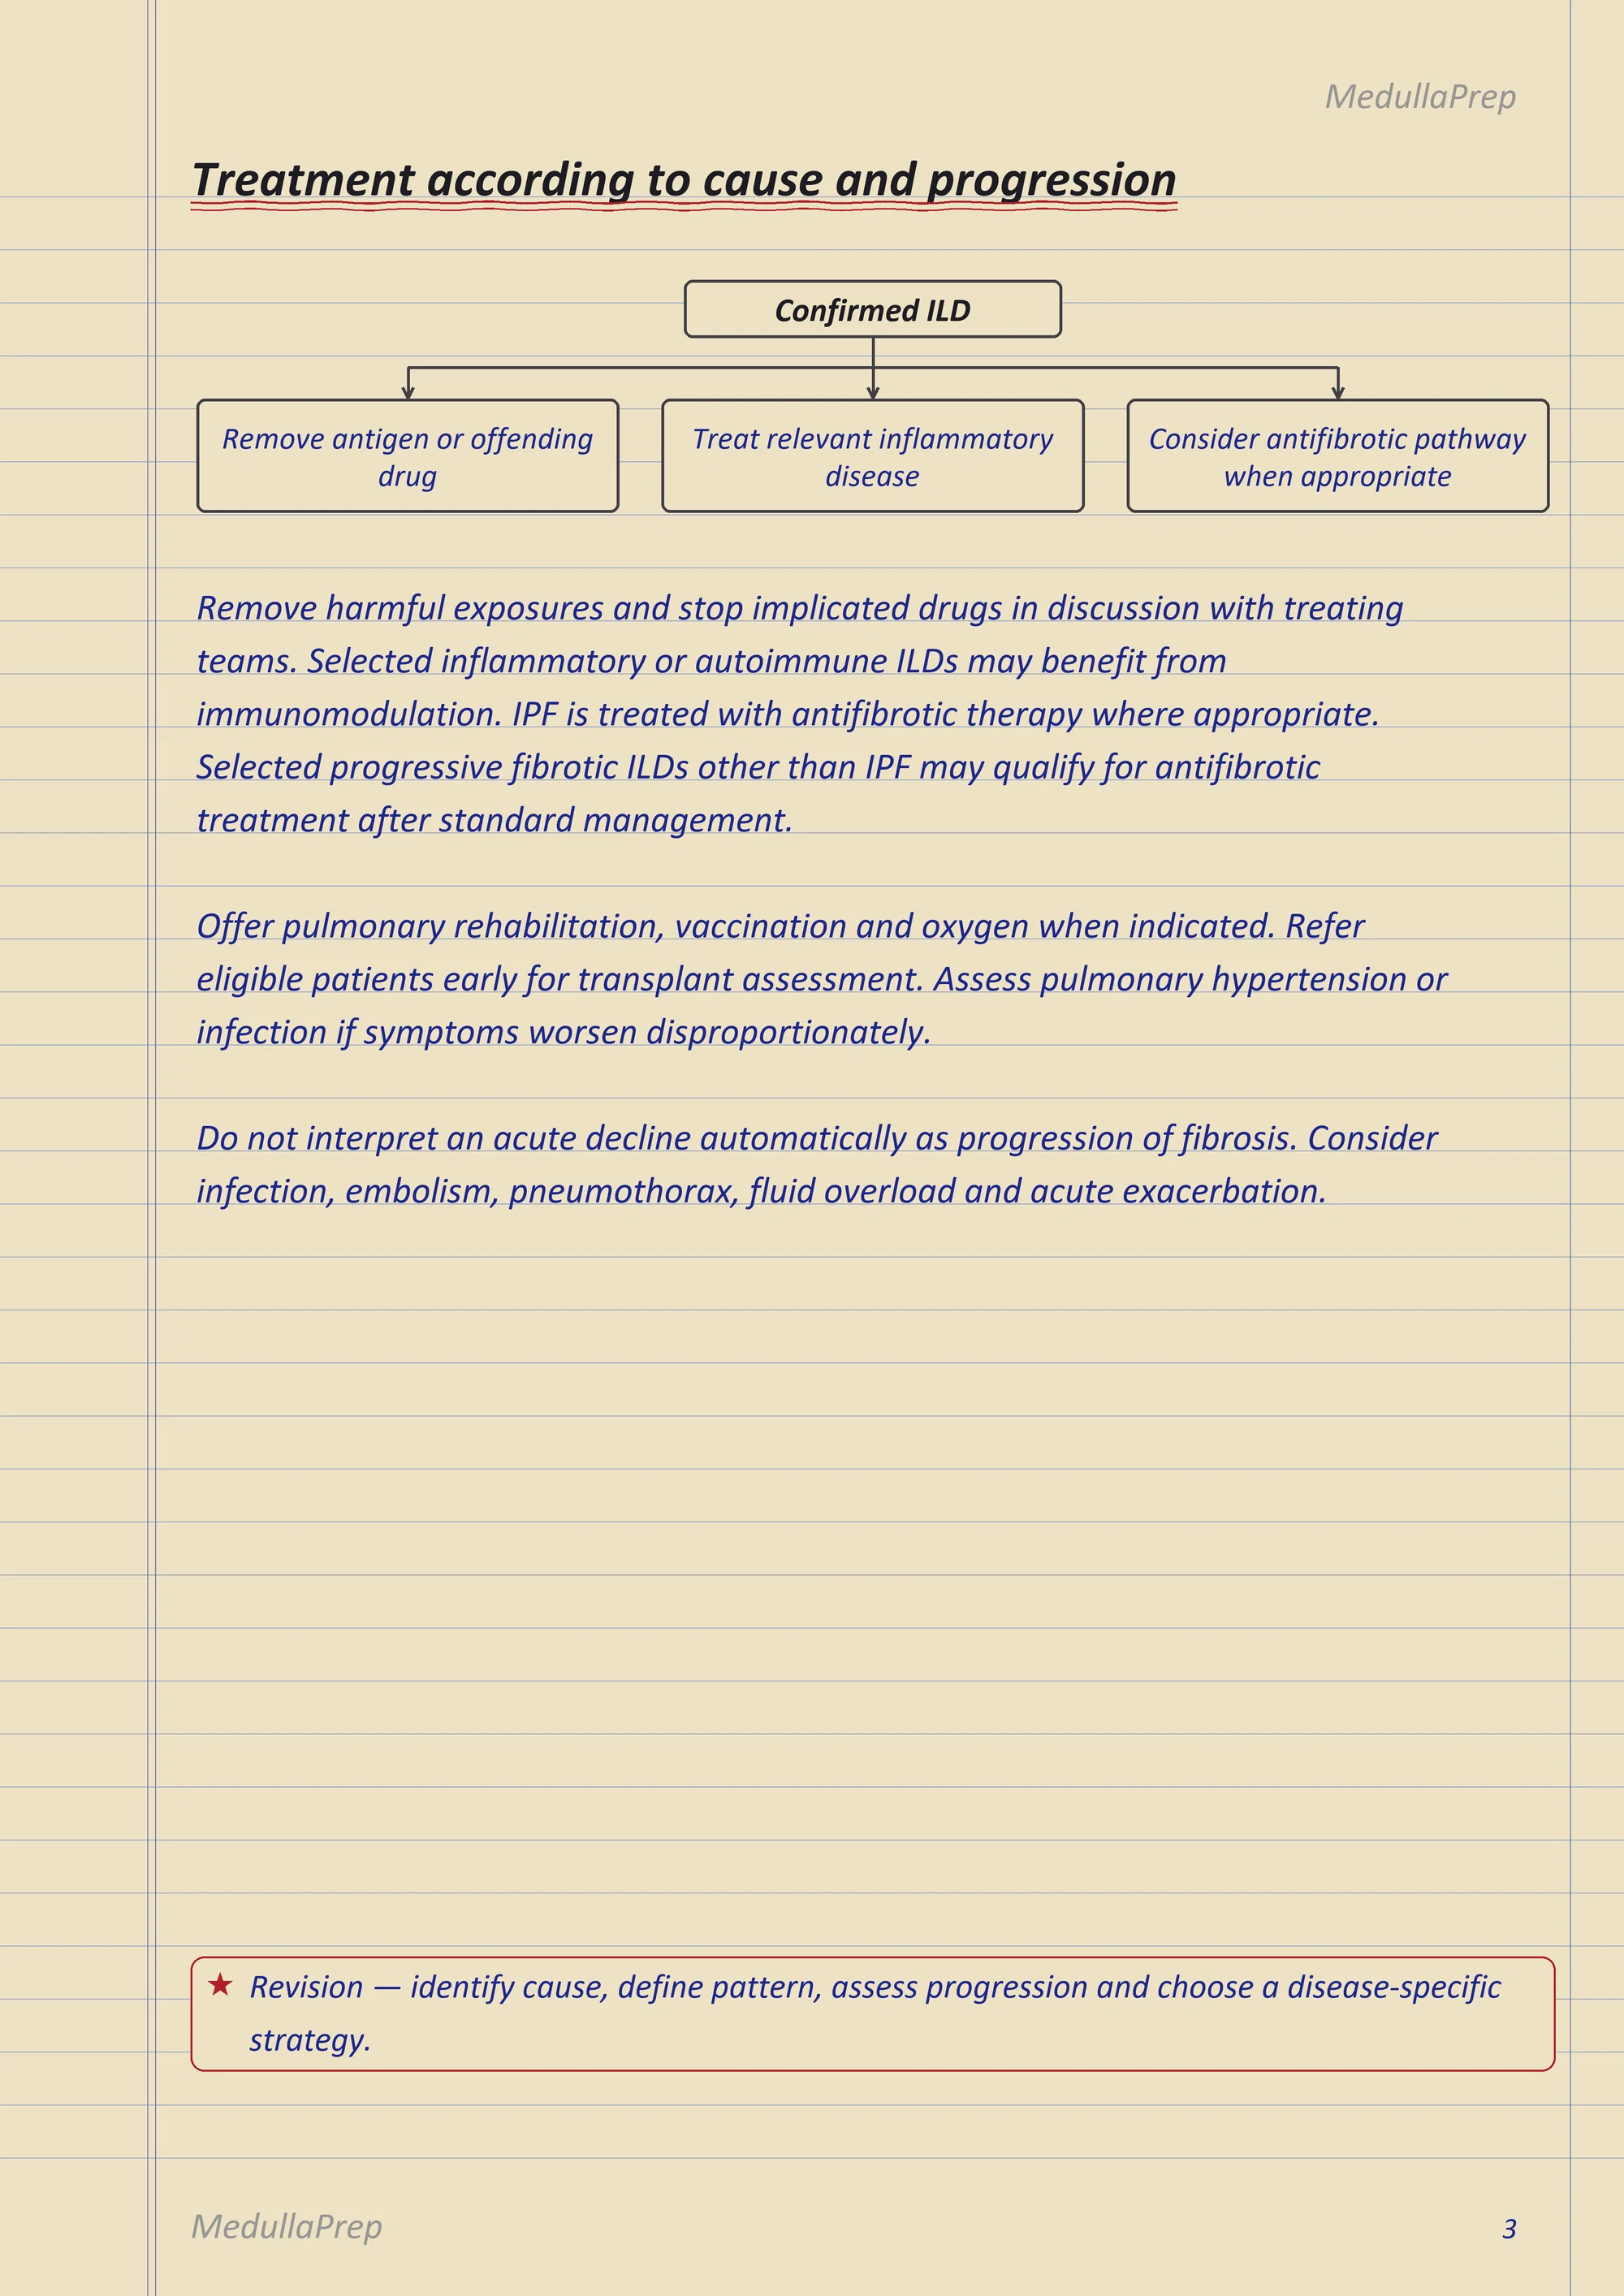 MedullaPrep
Treatment according to cause and progression
Confirmed ILD
Remove antigen or offending
drug
Treat relevant inflammatory
disease
Consider antifibrotic pathway
when appropriate
Remove harmful exposures and stop implicated drugs in discussion with treating
teams. Selected inflammatory or autoimmune ILDs may benefit from
immunomodulation. IPF is treated with antifibrotic therapy where appropriate.
Selected progressive fibrotic ILDs other than IPF may qualify for antifibrotic
treatment after standard management.
Offer pulmonary rehabilitation, vaccination and oxygen when indicated. Refer
eligible patients early for transplant assessment. Assess pulmonary hypertension or
infection if symptoms worsen disproportionately.
Do not interpret an acute decline automatically as progression of fibrosis. Consider
infection, embolism, pneumothorax, fluid overload and acute exacerbation.
★ Revision — identify cause, define pattern, assess progression and choose a disease-specific
strategy.
MedullaPrep
3